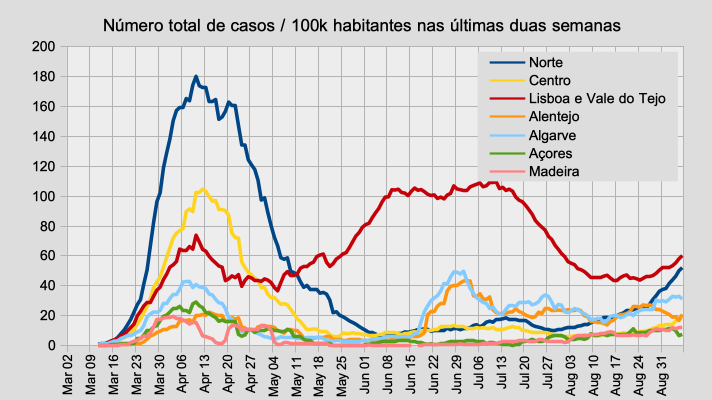 Número total de casos / 100k habitantes nas últimas duas semanas
200
180
160
140
120
100
80
60
40
20
0
Norte
Centro
Lisboa e Vale do Tejo
Alentejo
Algarve
Açores
Madeira
Mar 02
Mar 09
Mar 16
Mar 23
Mar 30
Apr 06
Apr 13
Apr 20
Apr 27
May 04
May 11
May 18
May 25
Jun 01
Jun 08
Jun 15
Jun 22
Jun 29
Jul 06
Jul 13
Jul 20
Jul 27
Aug 03
Aug 10
Aug 17
Aug 24
Aug 31